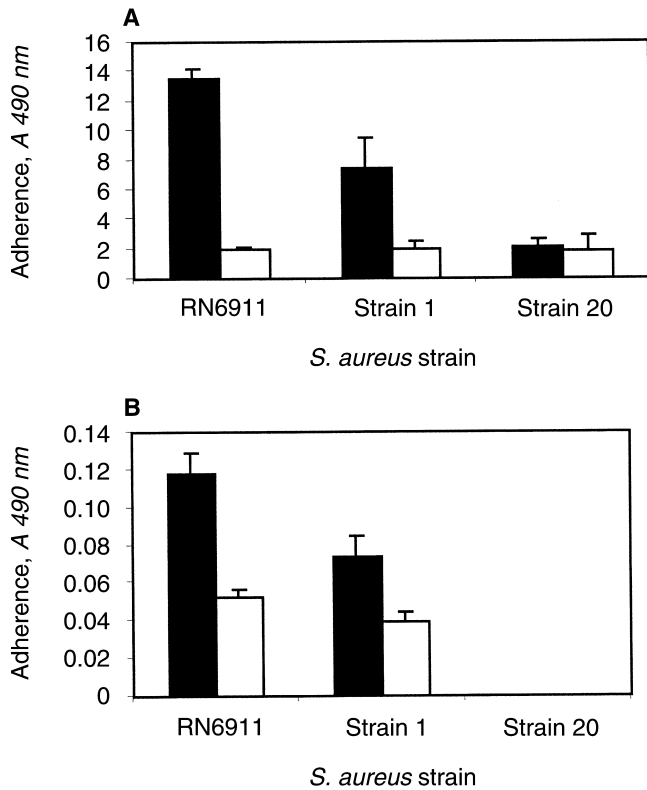 A
Adherence, A 490 nm
16
14
12
10
8
6
4
2
0
RN6911 Strain 1 Strain 20
S. aureus strain
B
Adherence, A 490 nm
0.14
0.12
0.10
0.08
0.06
0.04
0.02
0
RN6911 Strain 1 Strain 20
S. aureus strain